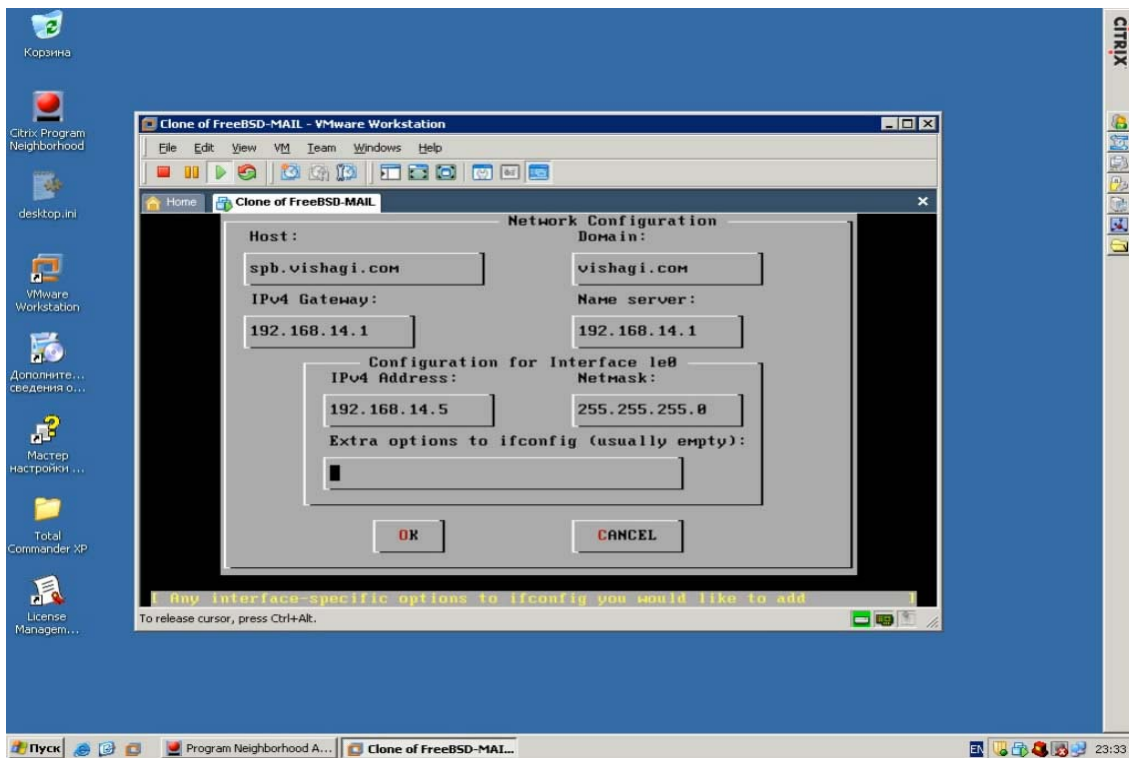 Корзина
Citrix Program
Neighborhood
desktop.ini
VMware
Workstation
Дополните...
сведения о...
Мастер
настройки ...
Total
Commander XP
License
Managem...
CITRIX
Clone of FreeBSD-MAIL - VMware Workstation
File Edit View VM Team Windows Help
Home Clone of FreeBSD-MAIL
Network Configuration
Host: Domain:
spb.vishagi.com vishagi.com
IPv4 Gateway: Name server:
192.168.14.1 192.168.14.1
Configuration for Interface le0
IPv4 Address: Netmask:
192.168.14.5 255.255.255.0
Extra options to ifconfig (usually empty):
OK CANCEL
[ Any interface-specific options to ifconfig you would like to add ]
To release cursor, press Ctrl+Alt.
Пуск Program Neighborhood A... Clone of FreeBSD-MAI... EN 23:33